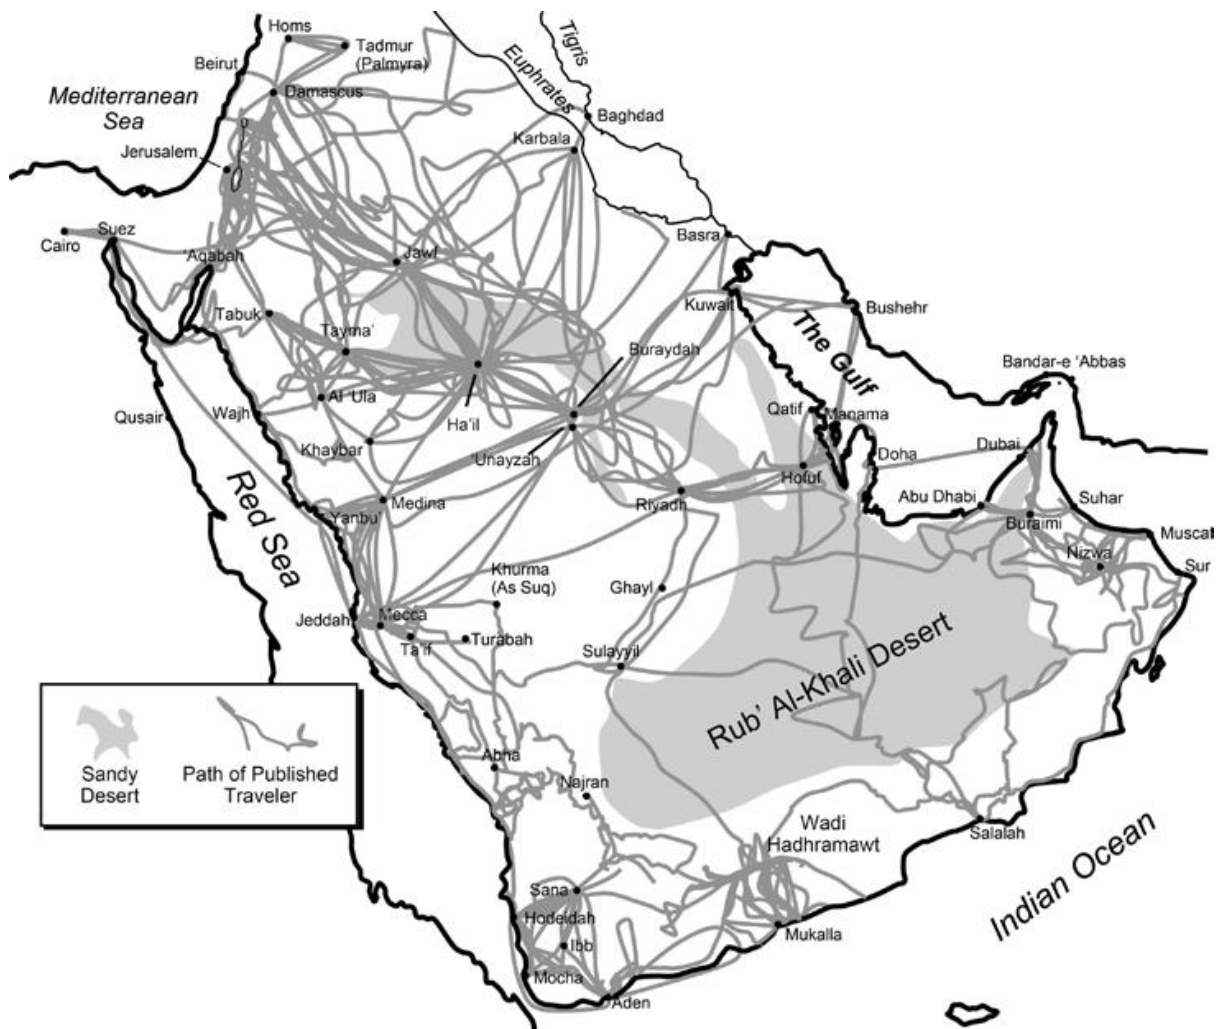 Homs
Tadmur
(Palmyra)
Tigris
Euphrates
Beirut
Mediterranean
Sea
Damascus
Baghdad
Karbala
Jerusalem
Suez
Cairo
'Aqabah
Jawf
Basra
Tabuk
Kuwait
Bushehr
Tayma'
The Gulf
Buraydah
Bandar-e 'Abbas
Al 'Ula
Qusair
Wajh
Ha'il
Qatif
Manama
Khaybar
'Unayzah
Dubai
Doha
Hofuf
Red Sea
Medina
Riyadh
Abu Dhabi
Suhar
Yanbu'
Buraimi
Muscat
Nizwa
Sur
Khurma
(As Suq)
Ghayl
Jeddah
Mecca
Ta'if
Turabah
Sulayyil
Rub' Al-Khali Desert
Sandy
Desert
Path of Published
Traveler
Abha
Najran
Wadi
Hadhramawt
Salalah
Indian Ocean
Sana
Hodeidah
Ibb
Mukalla
Mocha
Aden